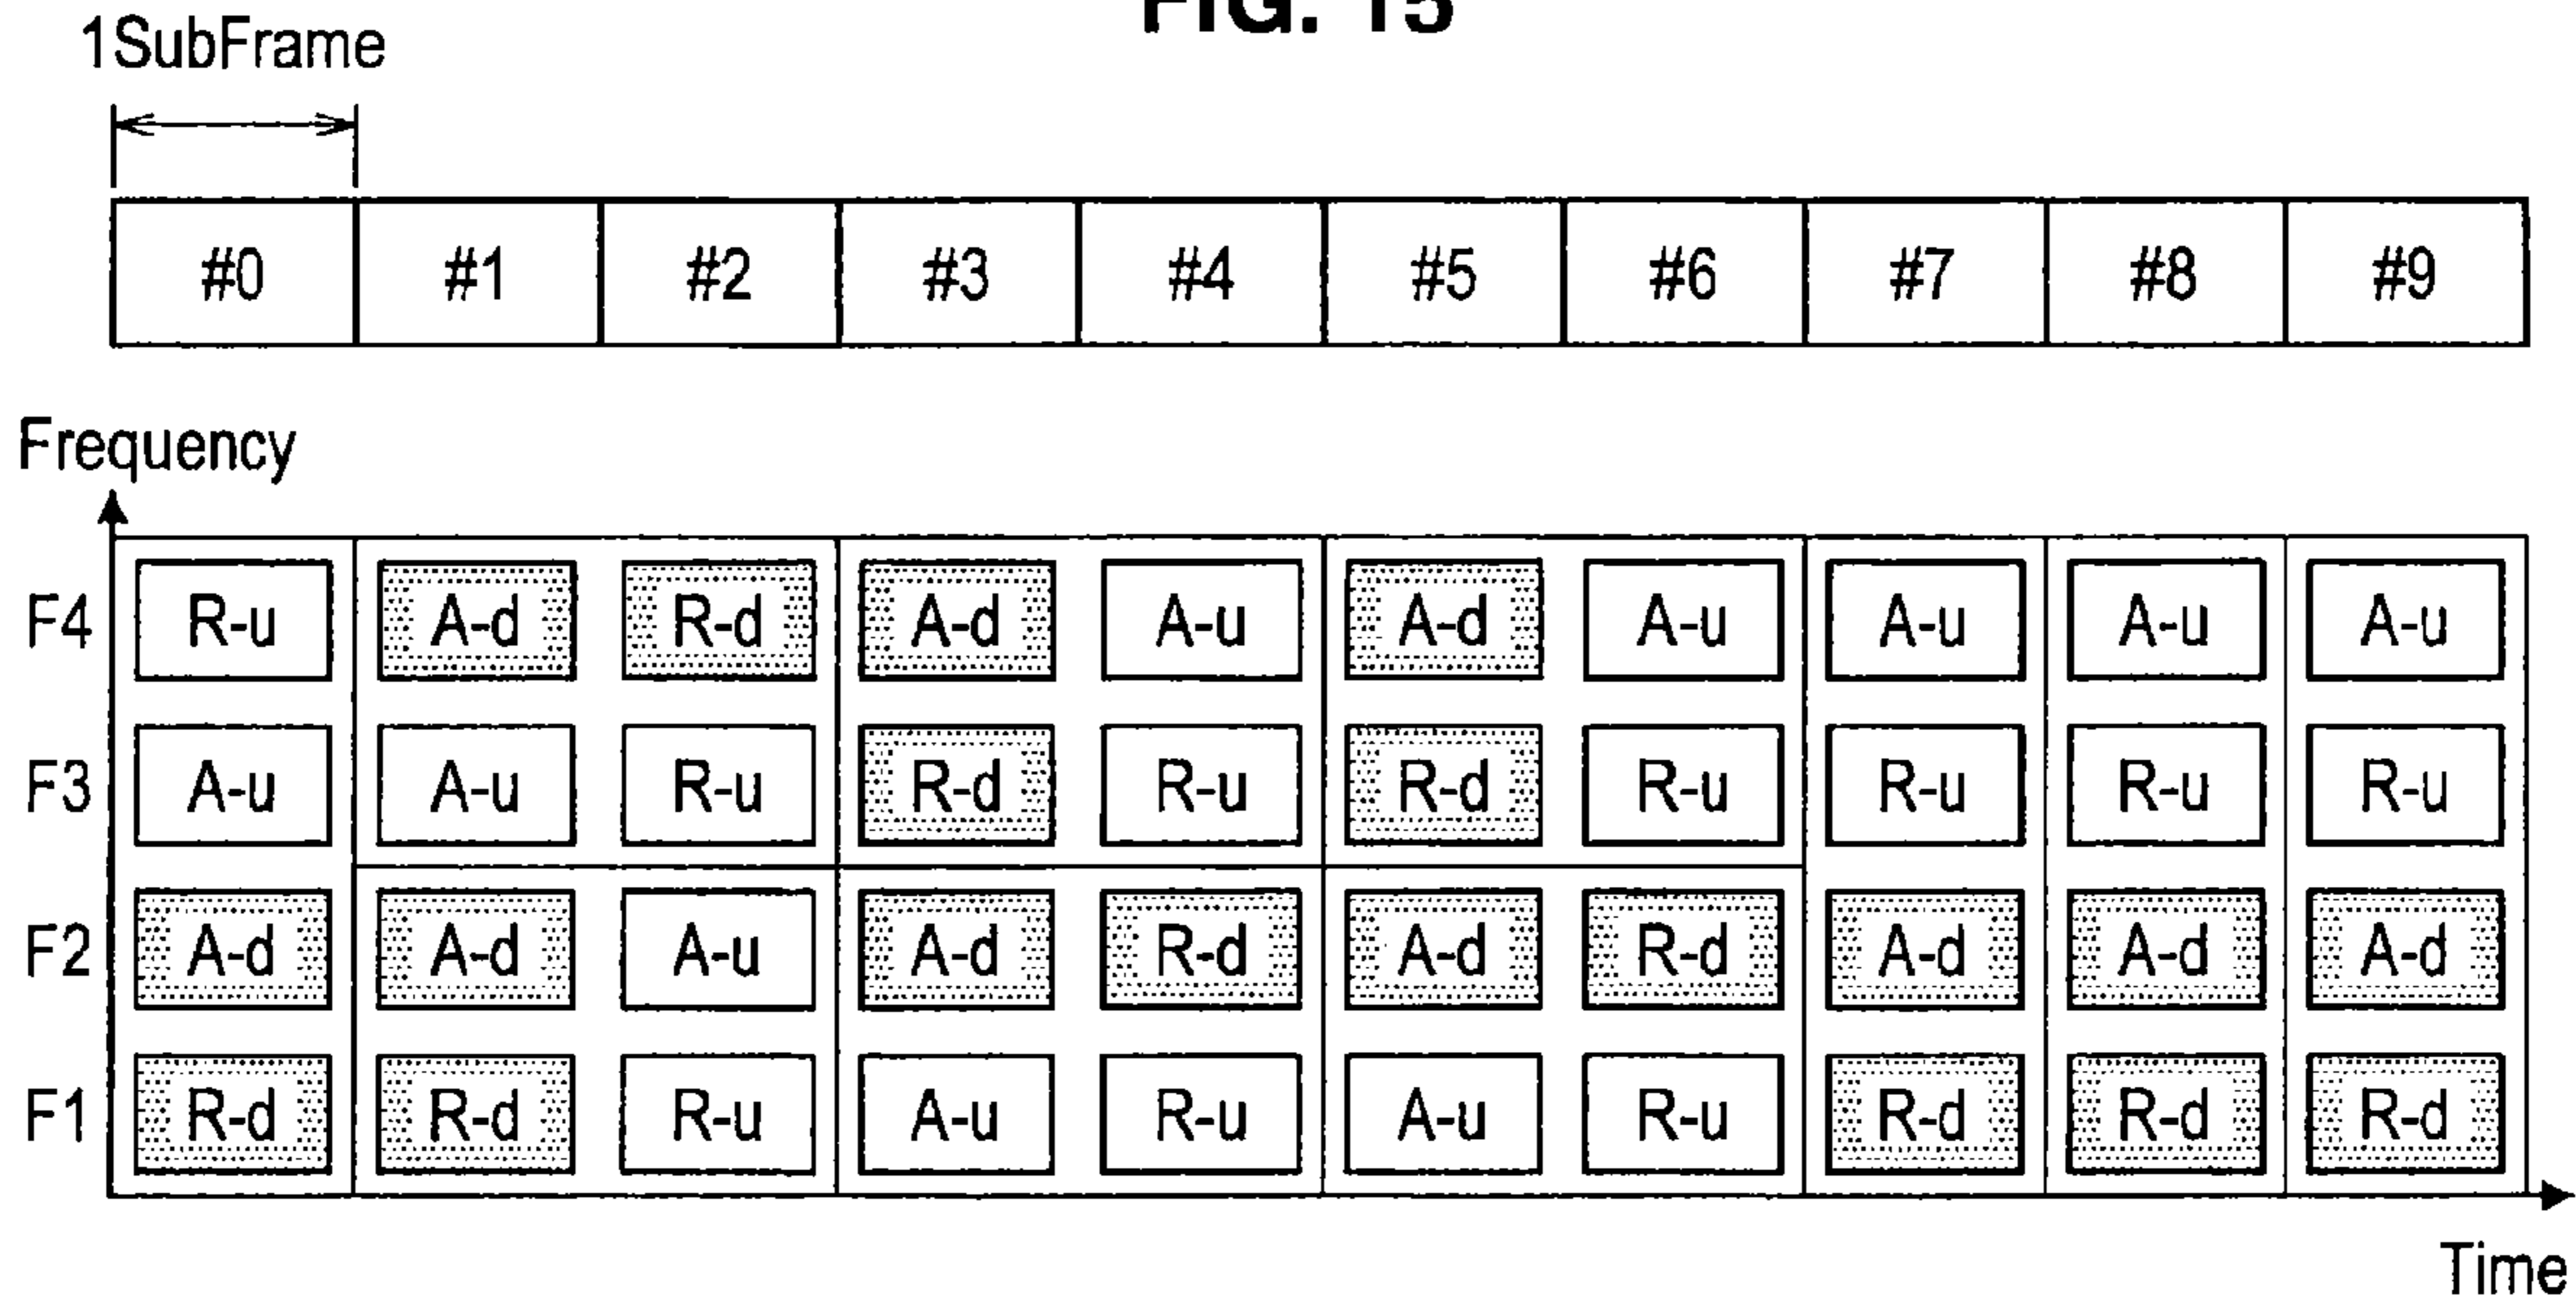 FIG. 15
1SubFrame
#0 #1 #2 #3 #4 #5 #6 #7 #8 #9
Frequency
F4 R-u A-d R-d A-d A-u A-d A-u A-u A-u A-u
F3 A-u A-u R-u R-d R-u R-d R-u R-u R-u R-u
F2 A-d A-d A-u A-d R-d A-d R-d A-d A-d A-d
F1 R-d R-d R-u A-u R-u A-u R-u R-d R-d R-d
Time